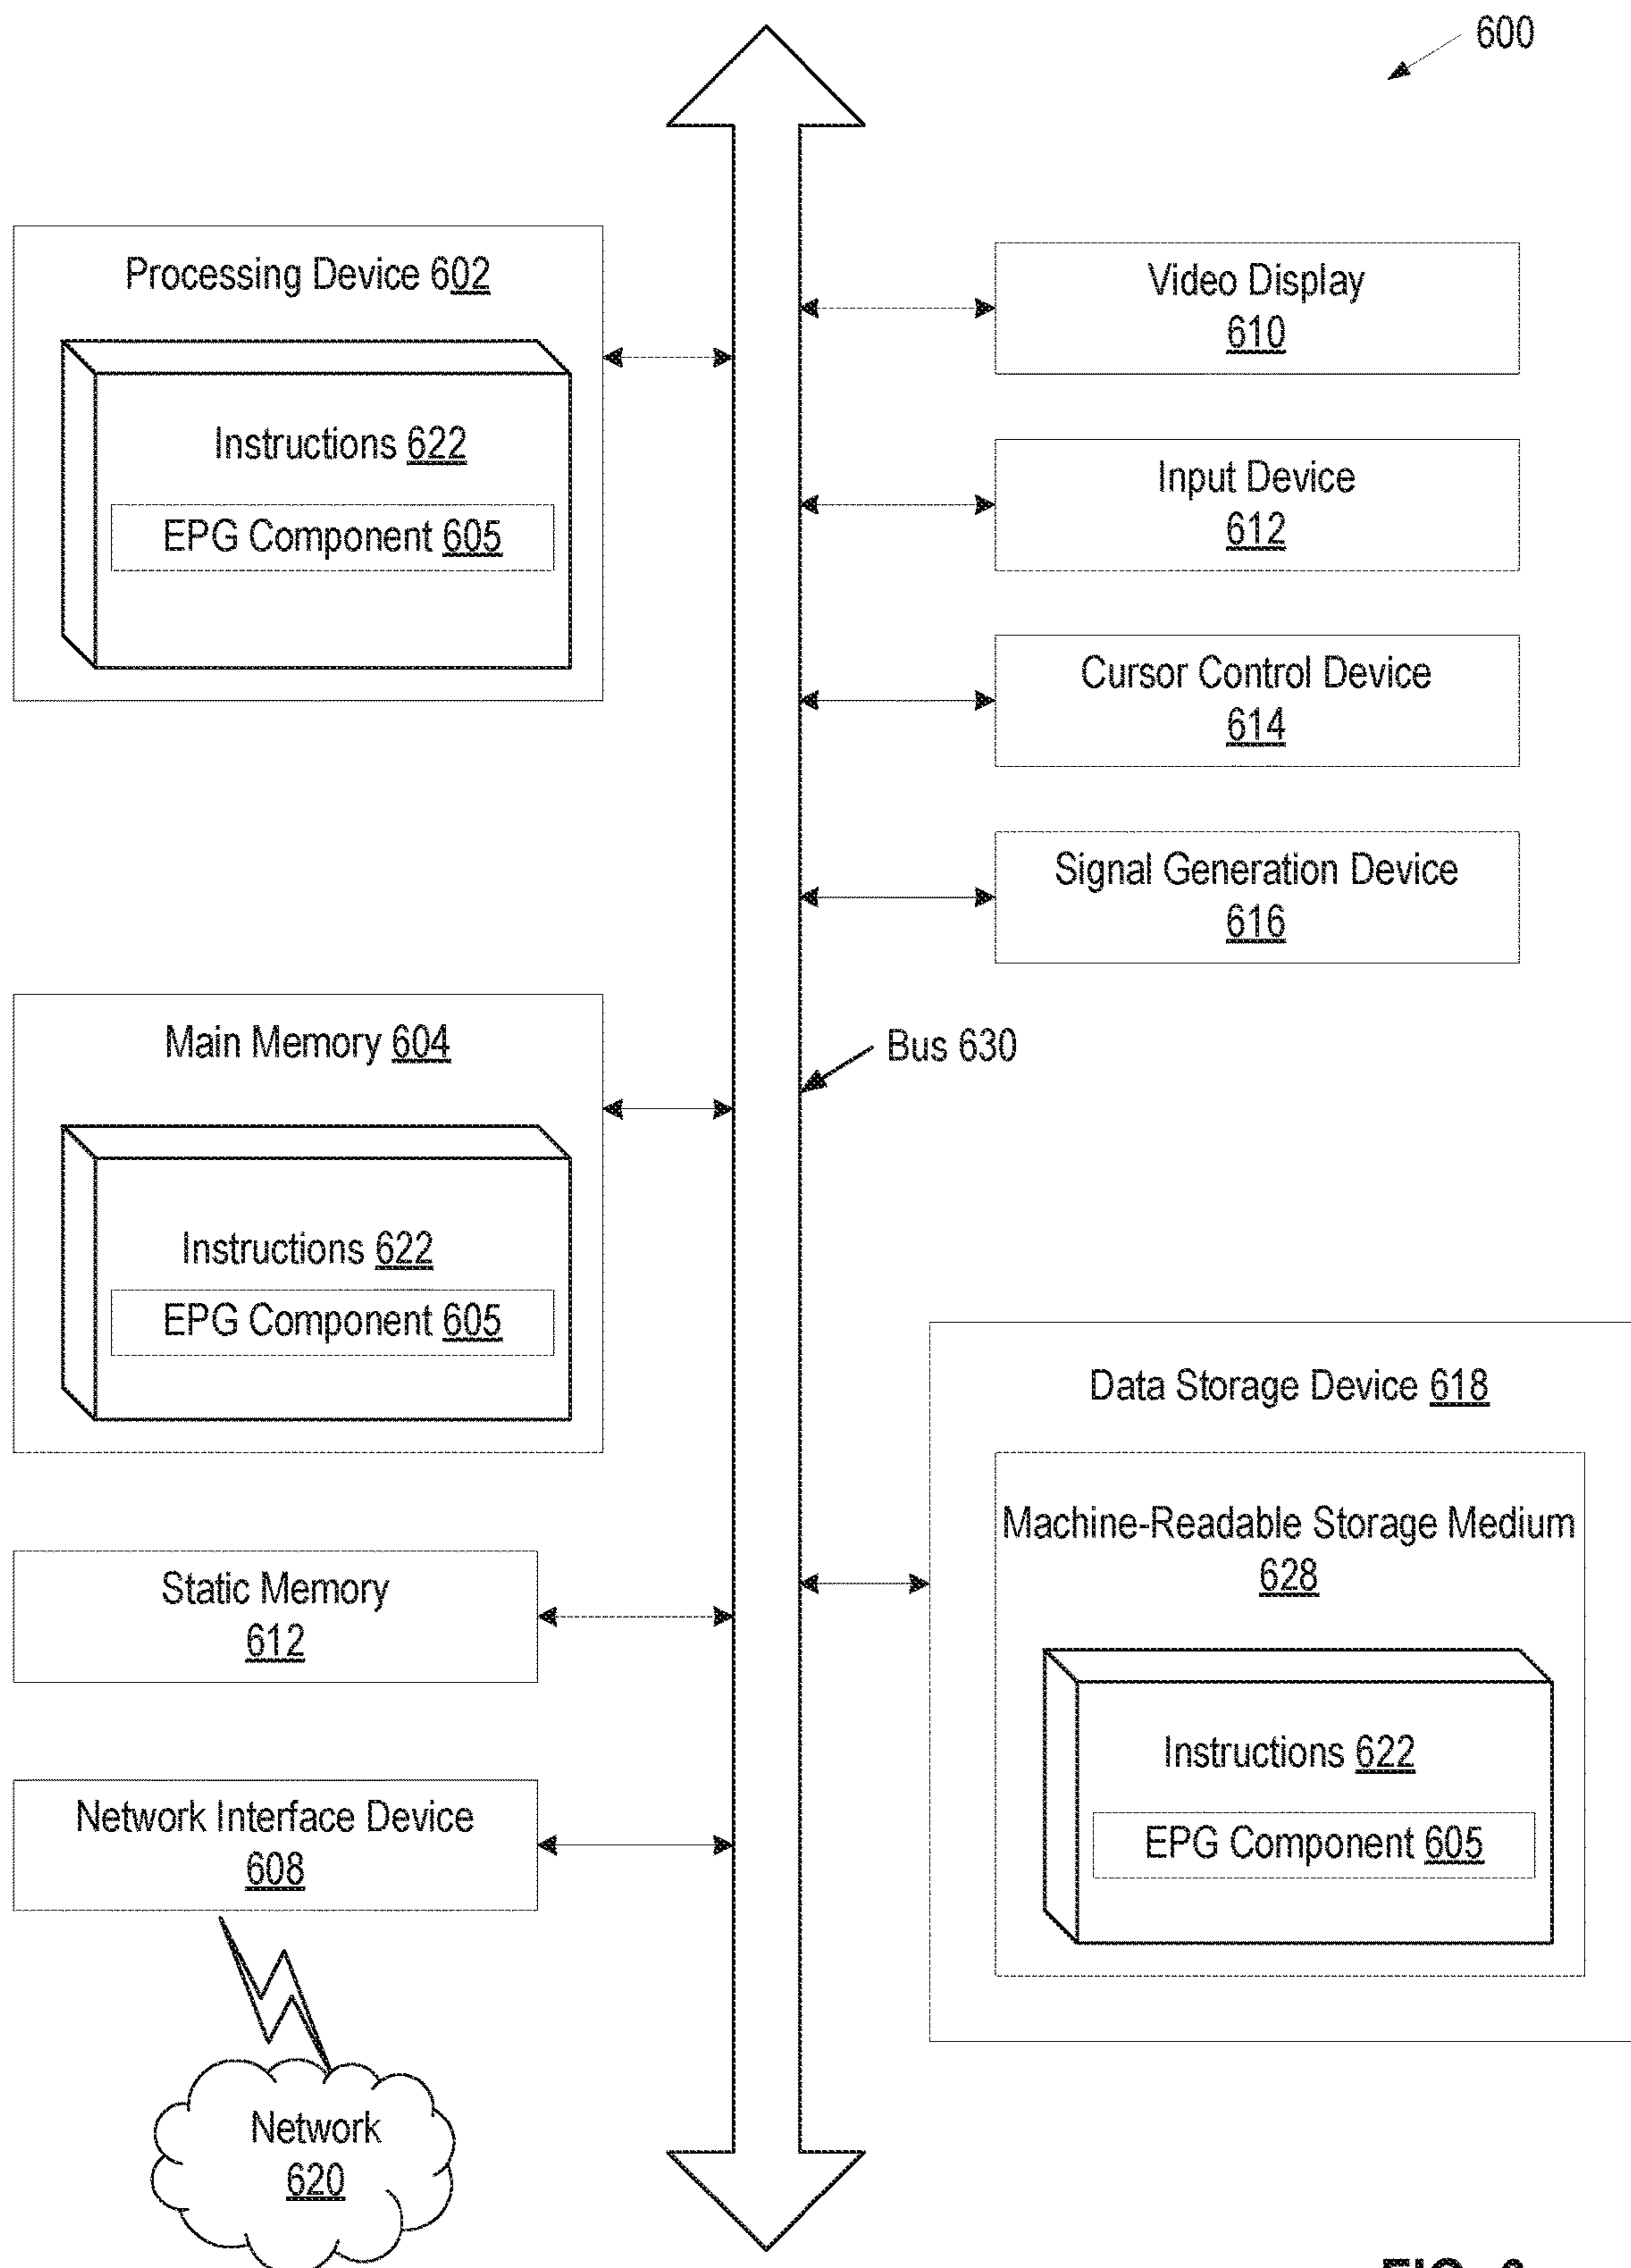 600
Processing Device 602
Instructions 622
EPG Component 605
Video Display
610
Input Device
612
Cursor Control Device
614
Signal Generation Device
616
Main Memory 604
Instructions 622
EPG Component 605
Bus 630
Static Memory
612
Network Interface Device
608
Network
620
Data Storage Device 618
Machine-Readable Storage Medium
628
Instructions 622
EPG Component 605